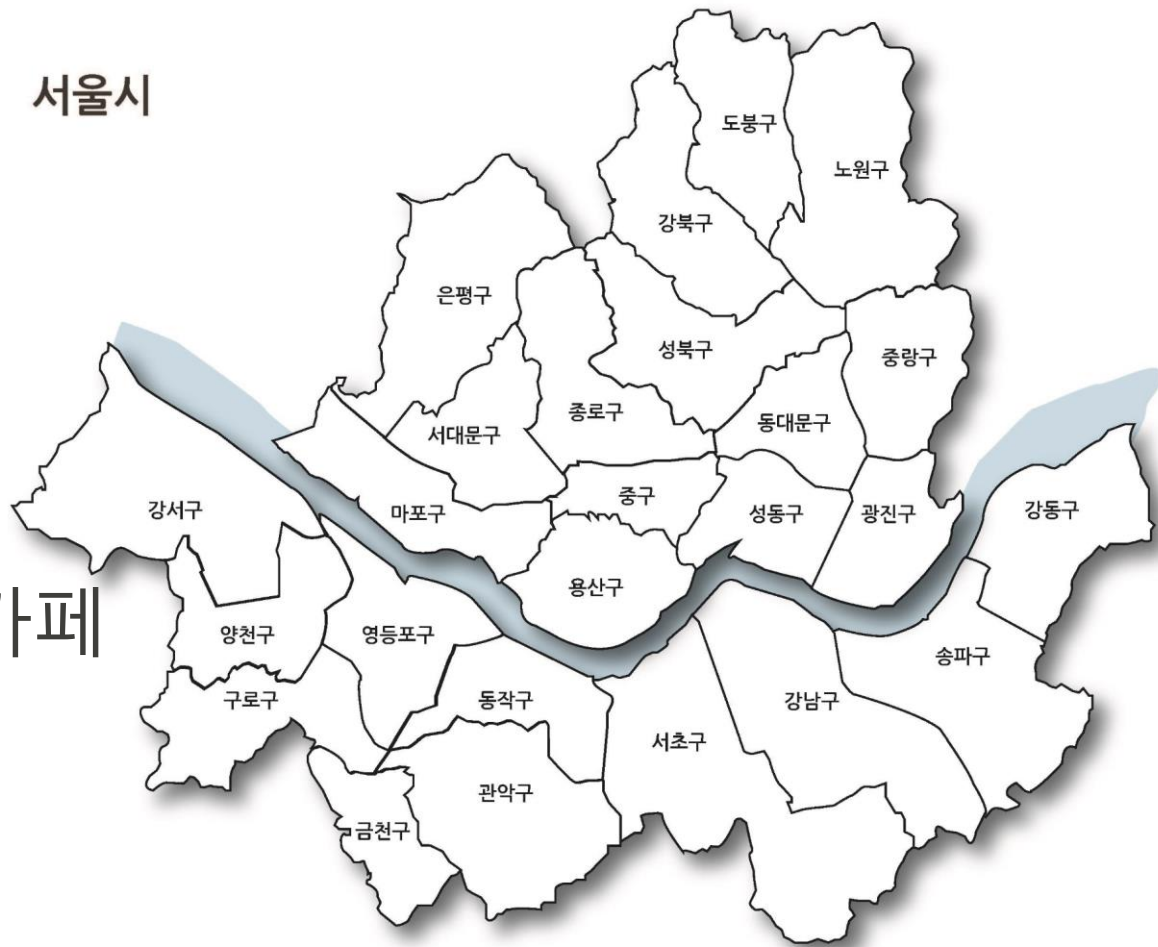 서울시
도봉구
노원구
강북구
은평구
성북구
중랑구
서대문구
종로구
동대문구
강서구
마포구
중구
성동구
광진구
강동구
용산구
카페
양천구
영등포구
송파구
구로구
동작구
강남구
서초구
관악구
금천구